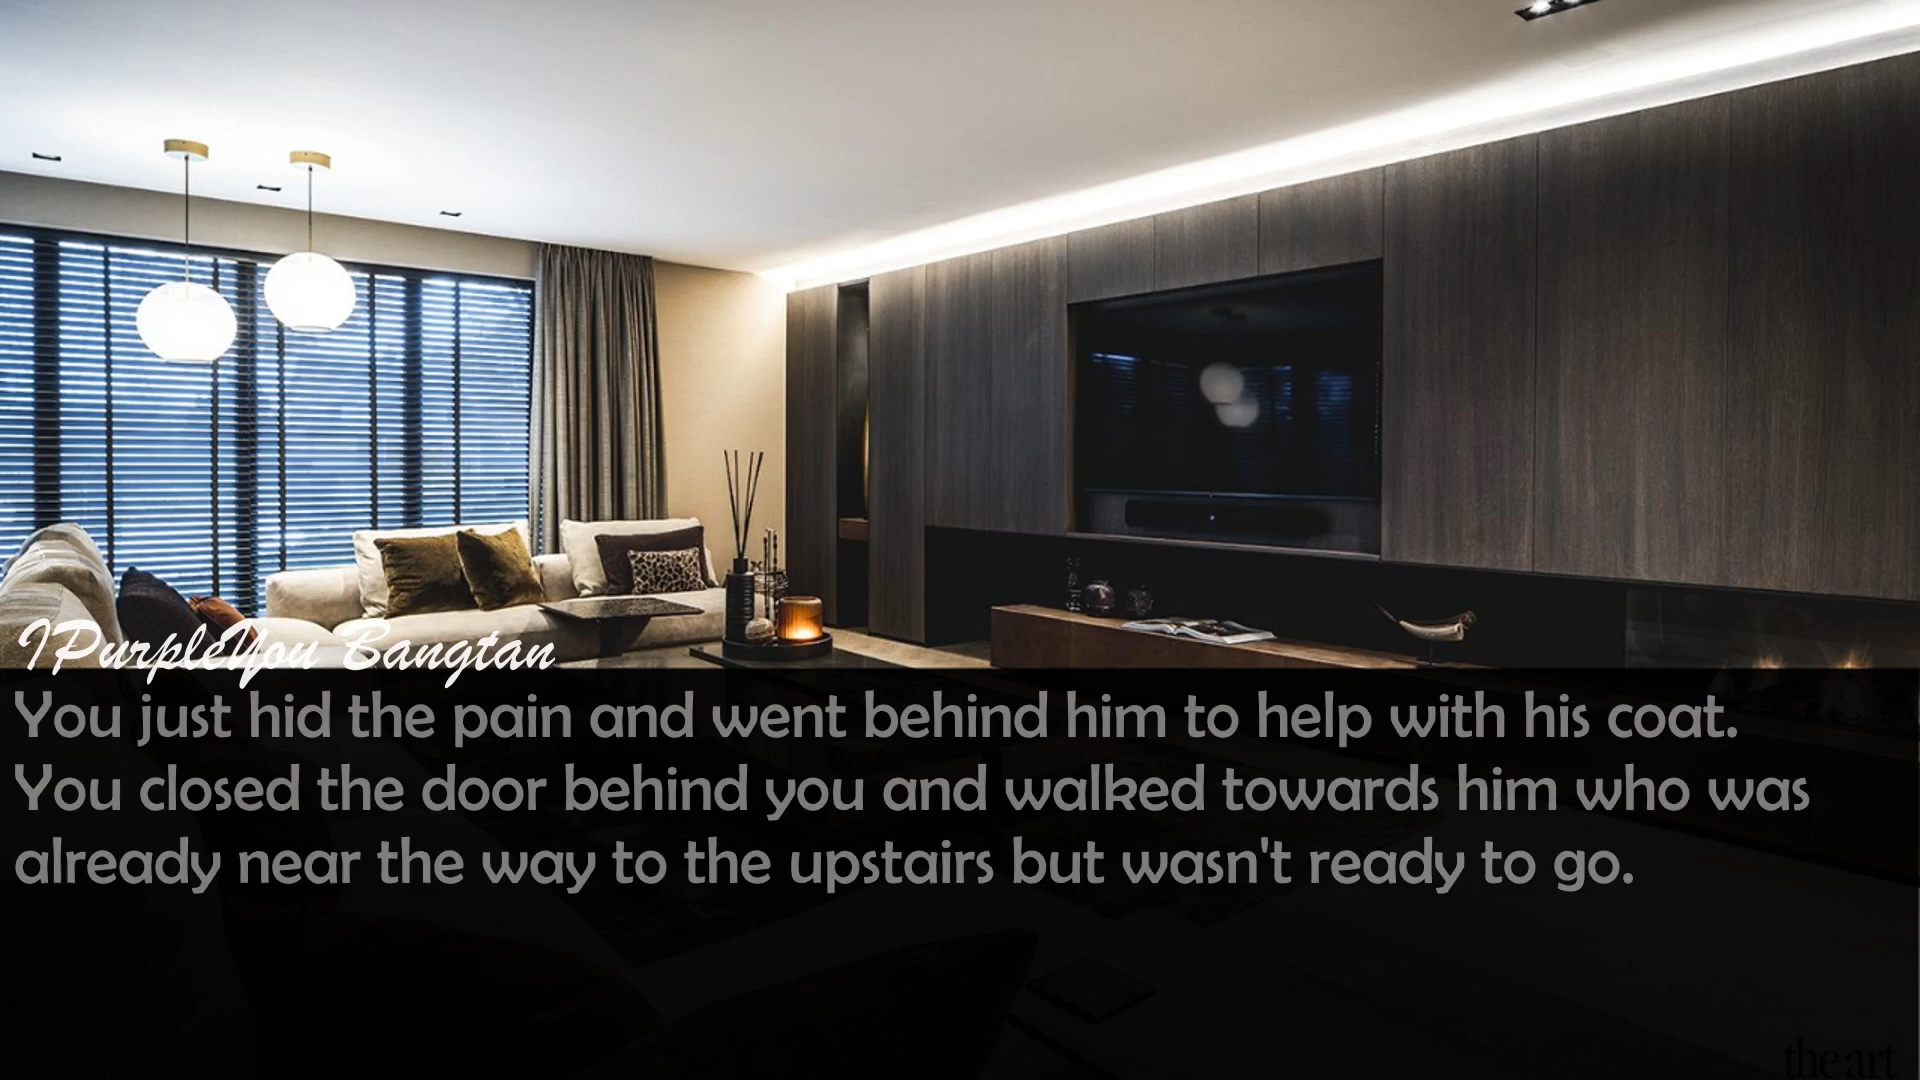 IPurpleYou Bangtan
You just hid the pain and went behind him to help with his coat.
You closed the door behind you and walked towards him who was
already near the way to the upstairs but wasn't ready to go.
the art